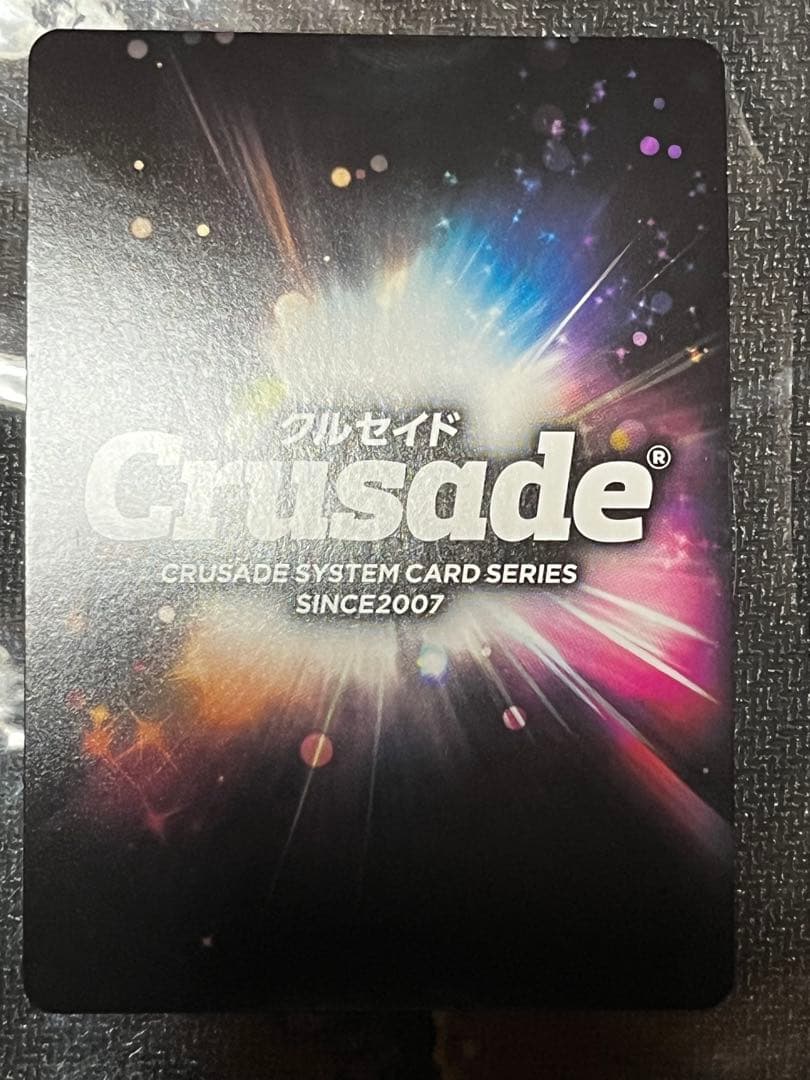 クルセイド
Crusade®
CRUSADE SYSTEM CARD SERIES
SINCE2007